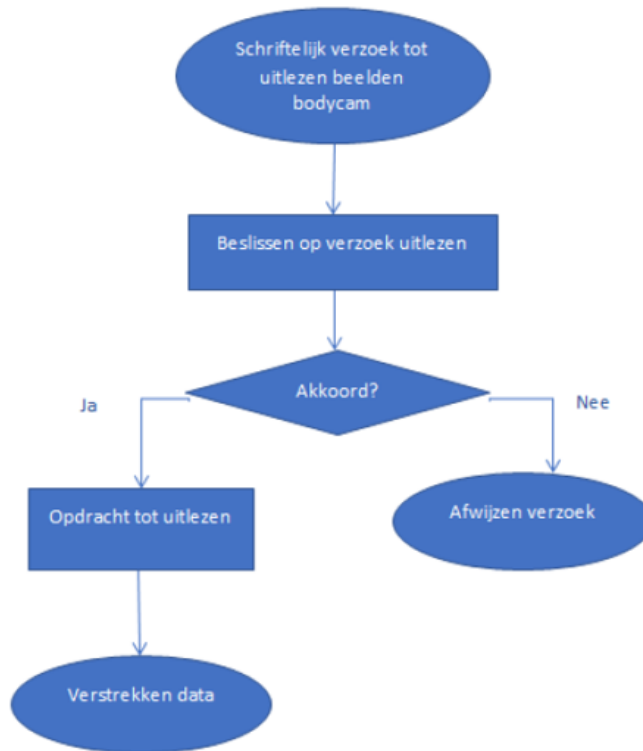 Schriftelijk verzoek tot
uitlezen beelden
bodycam
Beslissen op verzoek uitlezen
Akkoord?
Ja
Nee
Opdracht tot uitlezen
Afwijzen verzoek
Verstrekken data